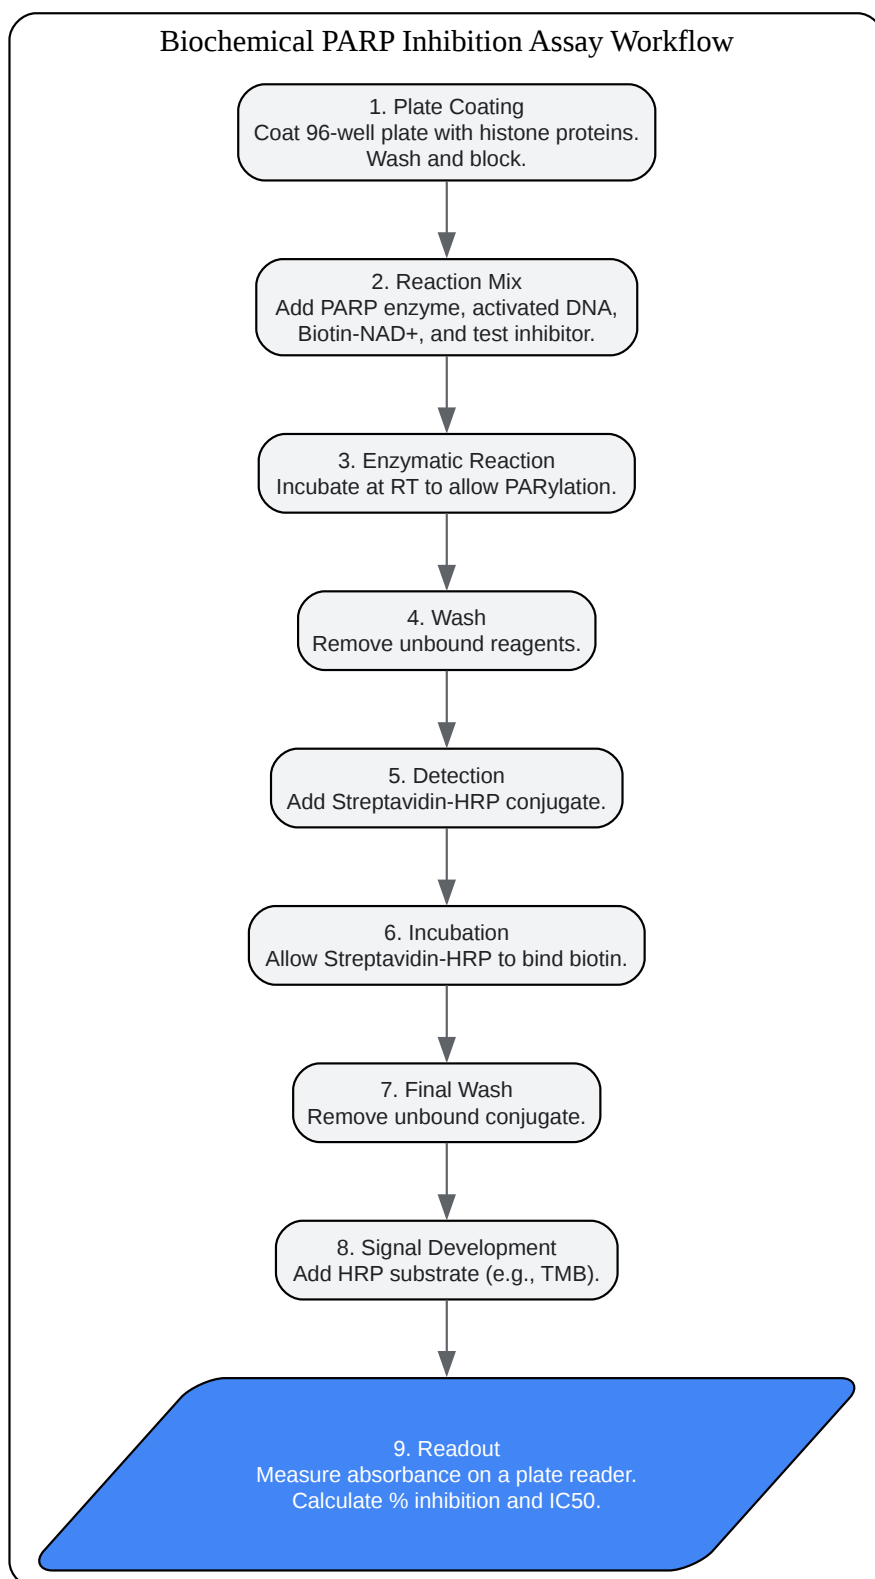 Biochemical PARP Inhibition Assay Workflow
1. Plate Coating
Coat 96-well plate with histone proteins.
Wash and block.
2. Reaction Mix
Add PARP enzyme, activated DNA,
Biotin-NAD+, and test inhibitor.
3. Enzymatic Reaction
Incubate at RT to allow PARylation.
4. Wash
Remove unbound reagents.
5. Detection
Add Streptavidin-HRP conjugate.
6. Incubation
Allow Streptavidin-HRP to bind biotin.
7. Final Wash
Remove unbound conjugate.
8. Signal Development
Add HRP substrate (e.g., TMB).
9. Readout
Measure absorbance on a plate reader.
Calculate % inhibition and IC50.